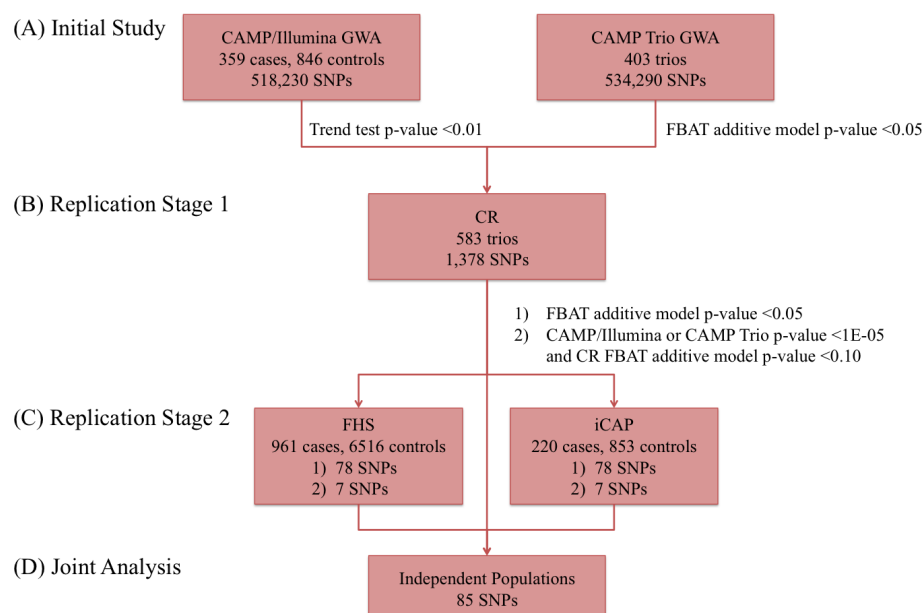 (A) Initial Study
CAMP/Illumina GWA
359 cases, 846 controls
518,230 SNPs
CAMP Trio GWA
403 trios
534,290 SNPs
Trend test p-value <0.01
FBAT additive model p-value <0.05
(B) Replication Stage 1
CR
583 trios
1,378 SNPs
1) FBAT additive model p-value <0.05
2) CAMP/Illumina or CAMP Trio p-value <1E-05
and CR FBAT additive model p-value <0.10
(C) Replication Stage 2
FHS
961 cases, 6516 controls
1) 78 SNPs
2) 7 SNPs
iCAP
220 cases, 853 controls
1) 78 SNPs
2) 7 SNPs
(D) Joint Analysis
Independent Populations
85 SNPs